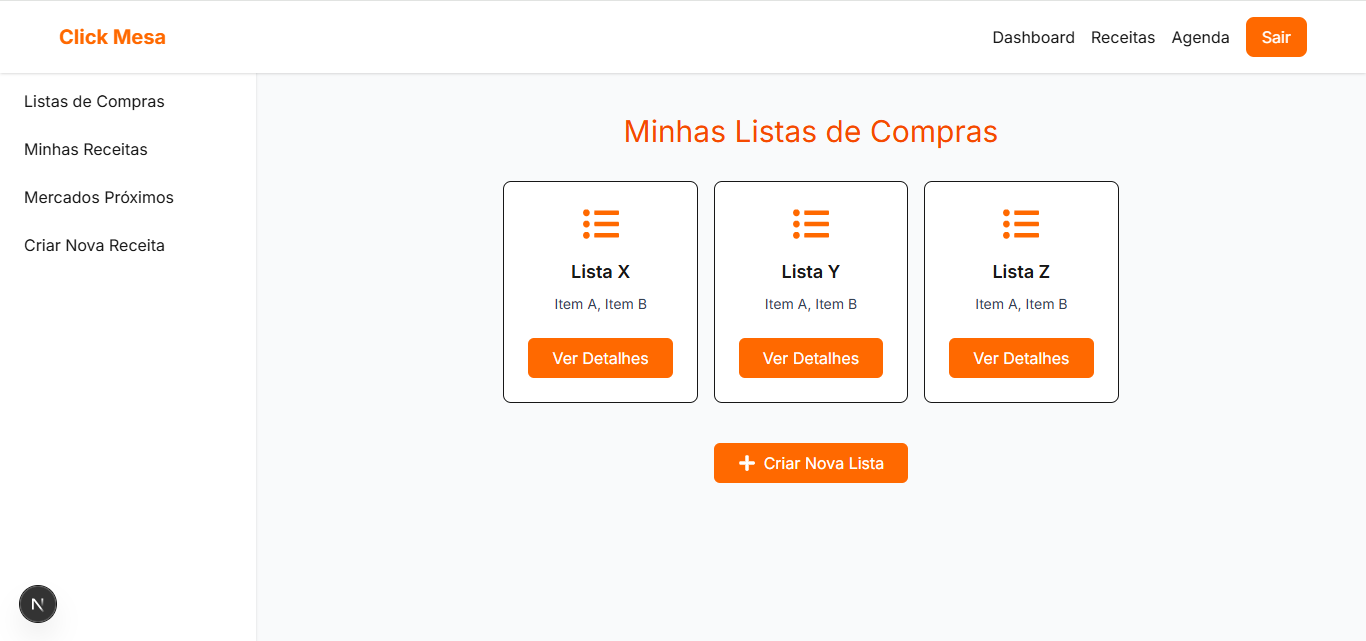 Click Mesa
Dashboard Receitas Agenda Sair
Listas de Compras
Minhas Receitas
Mercados Próximos
Criar Nova Receita
Minhas Listas de Compras
Lista X
Item A, Item B
Ver Detalhes
Lista Y
Item A, Item B
Ver Detalhes
Lista Z
Item A, Item B
Ver Detalhes
Criar Nova Lista
N